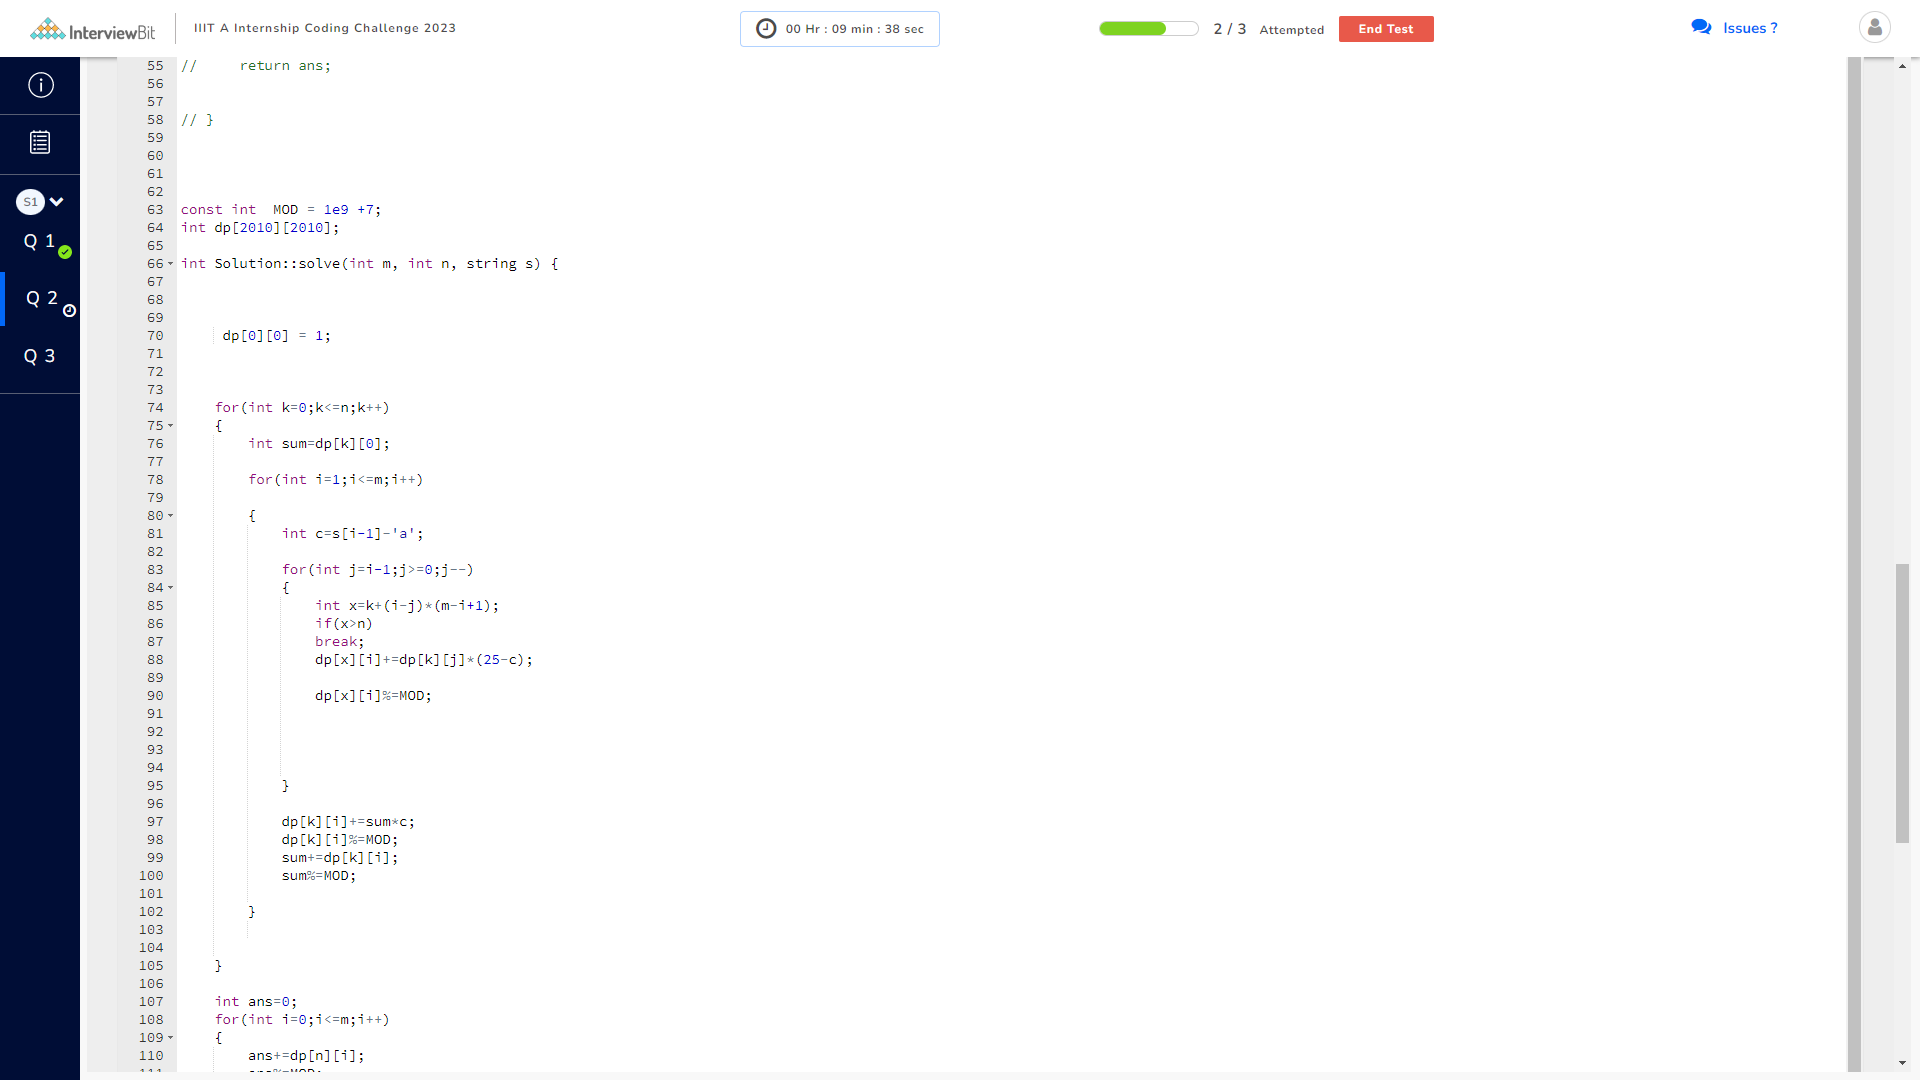 InterviewBit
IIIT A Internship Coding Challenge 2023
00 Hr : 09 min : 38 sec
2 / 3 Attempted
End Test
Issues ?
S1
Q 1
Q 2
Q 3
55 //     return ans;
56
57
58 // }
59
60
61
62
63 const int  MOD = 1e9 +7;
64 int dp[2010][2010];
65
66 int Solution::solve(int m, int n, string s) {
67
68
69
70      dp[0][0] = 1;
71
72
73
74     for(int k=0;k<=n;k++)
75     {
76         int sum=dp[k][0];
77
78         for(int i=1;i<=m;i++)
79
80         {
81             int c=s[i-1]-'a';
82
83             for(int j=i-1;j>=0;j--)
84             {
85                 int x=k+(i-j)*(m-i+1);
86                 if(x>n)
87                 break;
88                 dp[x][i]+=dp[k][j]*(25-c);
89
90                 dp[x][i]%=MOD;
91
92
93
94
95             }
96
97             dp[k][i]+=sum*c;
98             dp[k][i]%=MOD;
99             sum+=dp[k][i];
100             sum%=MOD;
101
102         }
103
104
105     }
106
107     int ans=0;
108     for(int i=0;i<=m;i++)
109     {
110         ans+=dp[n][i];